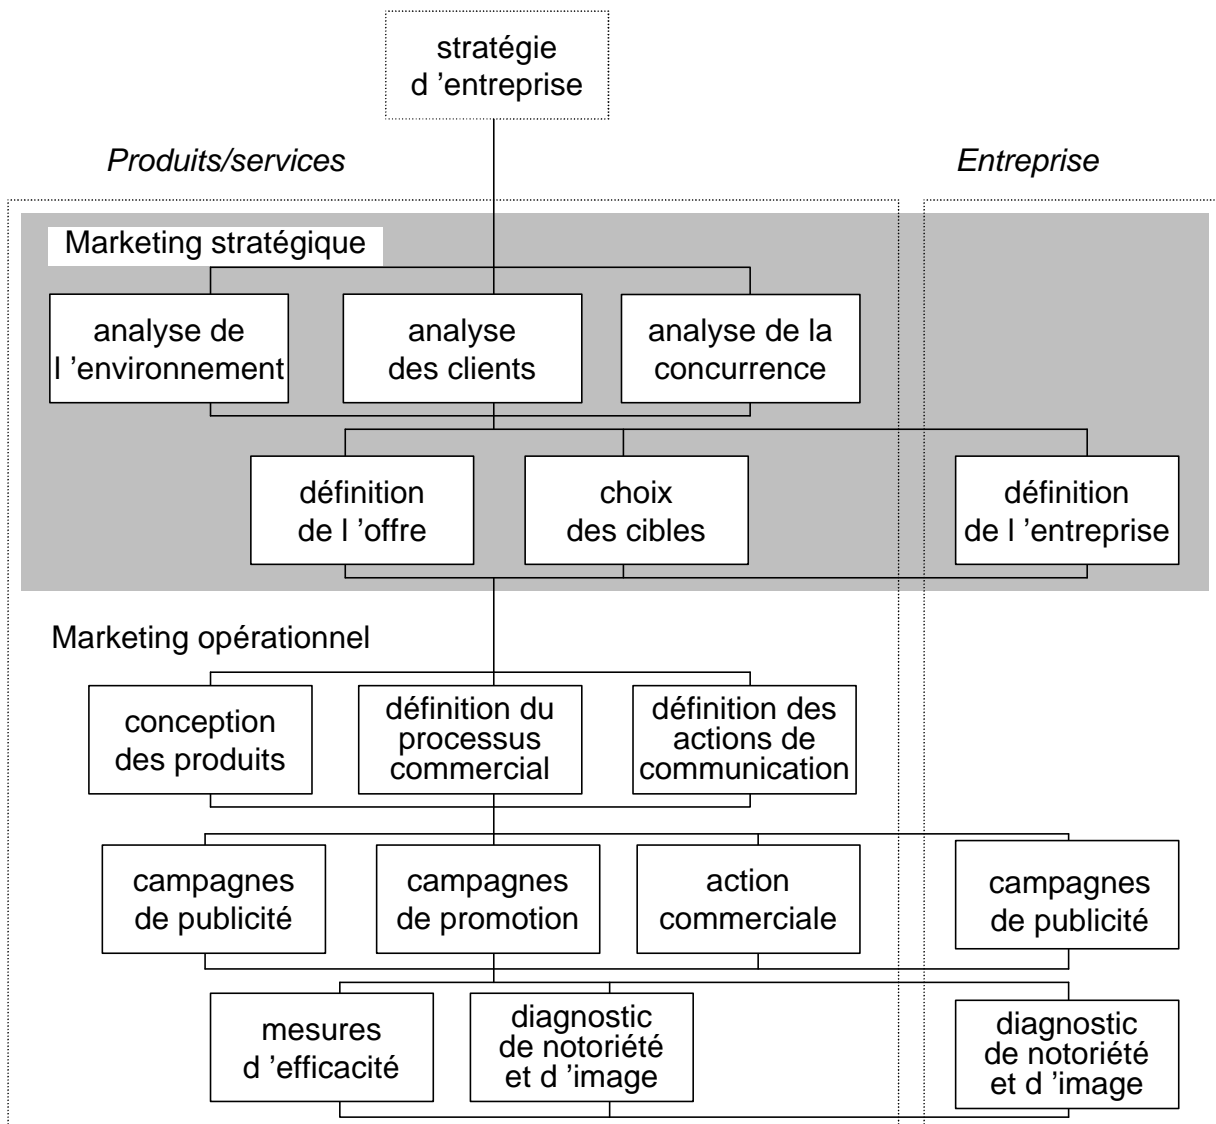 stratégie
d ’entreprise
Produits/services
Entreprise
Marketing stratégique
analyse de
l ’environnement
analyse
des clients
analyse de la
concurrence
définition
de l ’offre
choix
des cibles
définition
de l ’entreprise
Marketing opérationnel
conception
des produits
définition du
processus
commercial
définition des
actions de
communication
campagnes
de publicité
campagnes
de promotion
action
commerciale
campagnes
de publicité
mesures
d ’efficacité
diagnostic
de notoriété
et d ’image
diagnostic
de notoriété
et d ’image